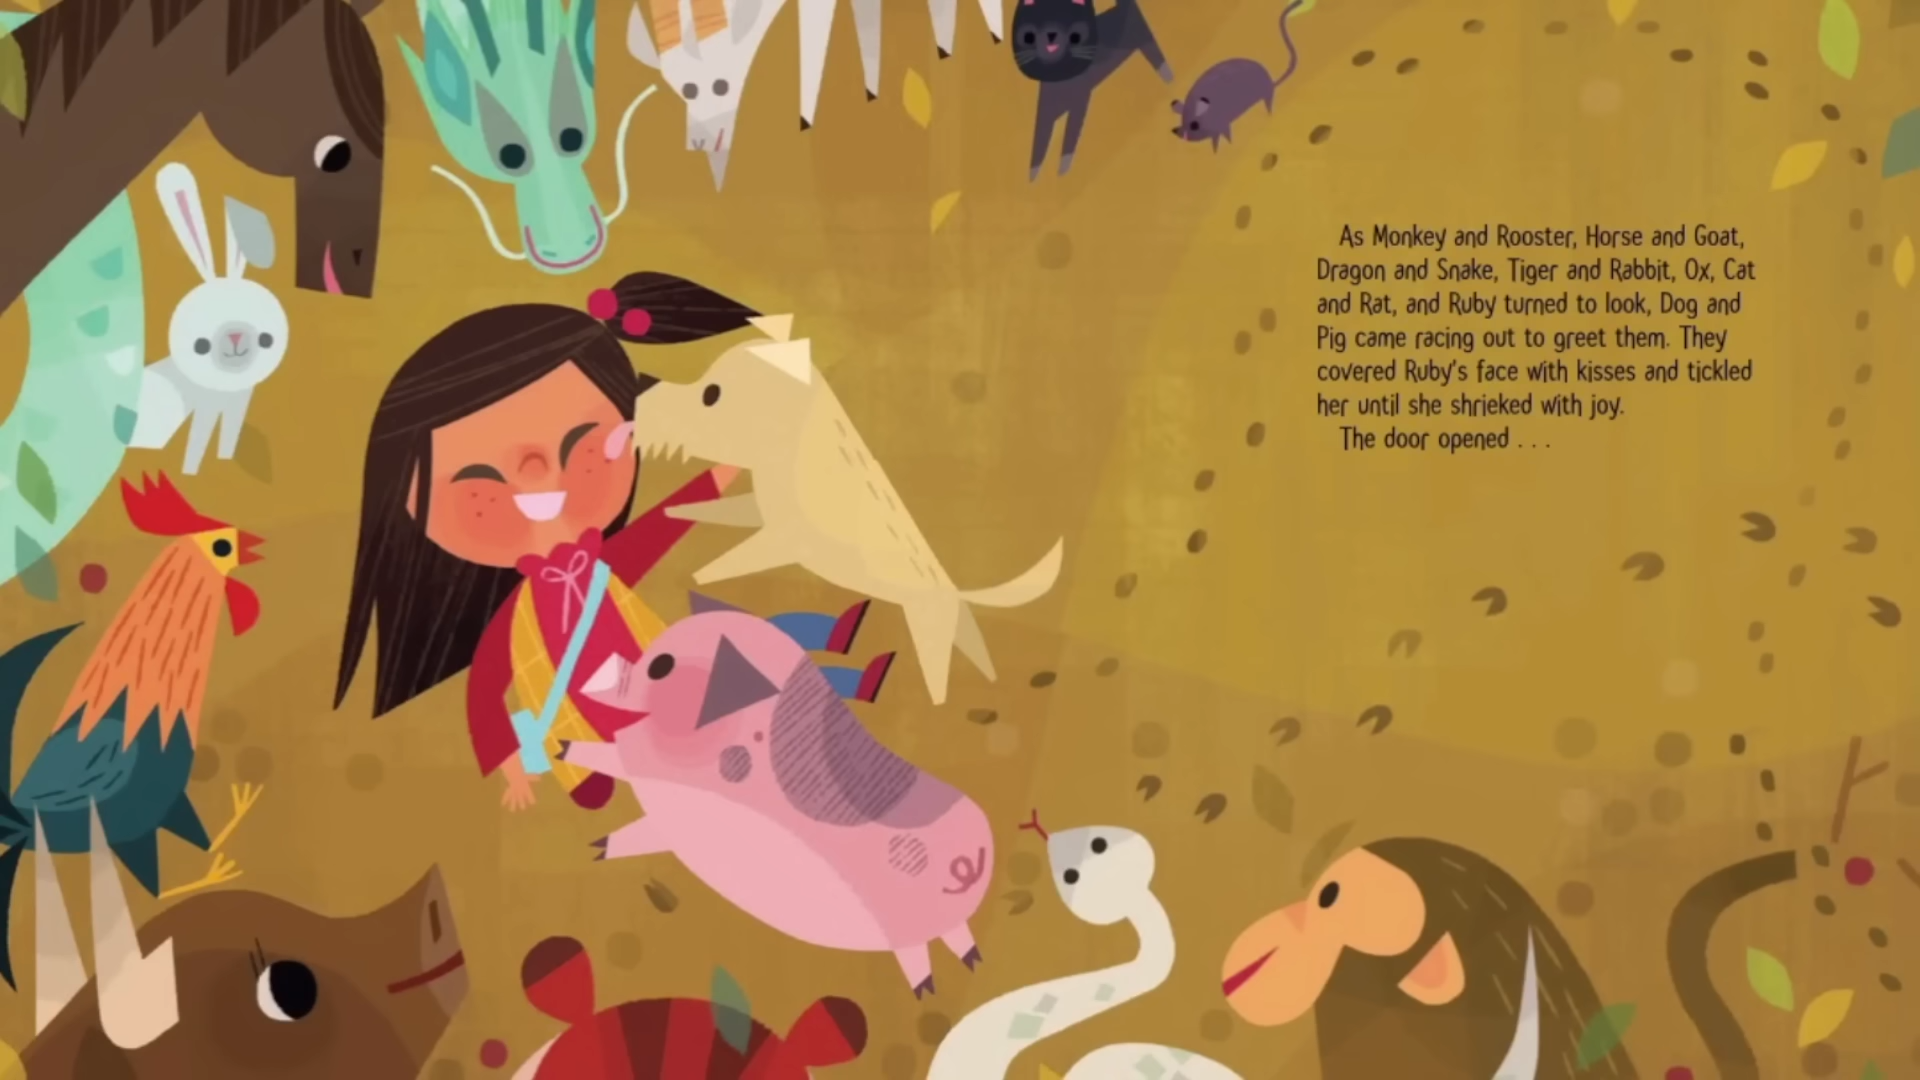 As Monkey and Rooster, Horse and Goat,
Dragon and Snake, Tiger and Rabbit, Ox, Cat
and Rat, and Ruby turned to look, Dog and
Pig came racing out to greet them. They
covered Ruby's face with kisses and tickled
her until she shrieked with joy.
The door opened . . .